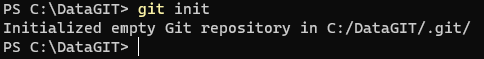 PS C:\DataGIT> git init
Initialized empty Git repository in C:/DataGIT/.git/
PS C:\DataGIT>